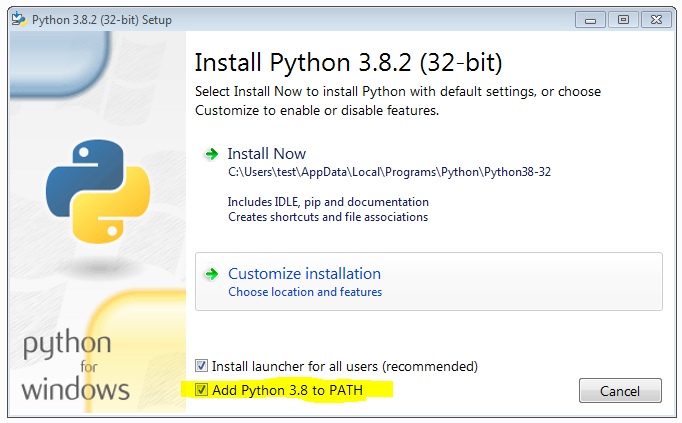 Python 3.8.2 (32-bit) Setup
Install Python 3.8.2 (32-bit)
Select Install Now to install Python with default settings, or choose
Customize to enable or disable features.
Install Now
C:\Users\test\AppData\Local\Programs\Python\Python38-32
Includes IDLE, pip and documentation
Creates shortcuts and file associations
Customize installation
Choose location and features
python
for
windows
Install launcher for all users (recommended)
Add Python 3.8 to PATH
Cancel